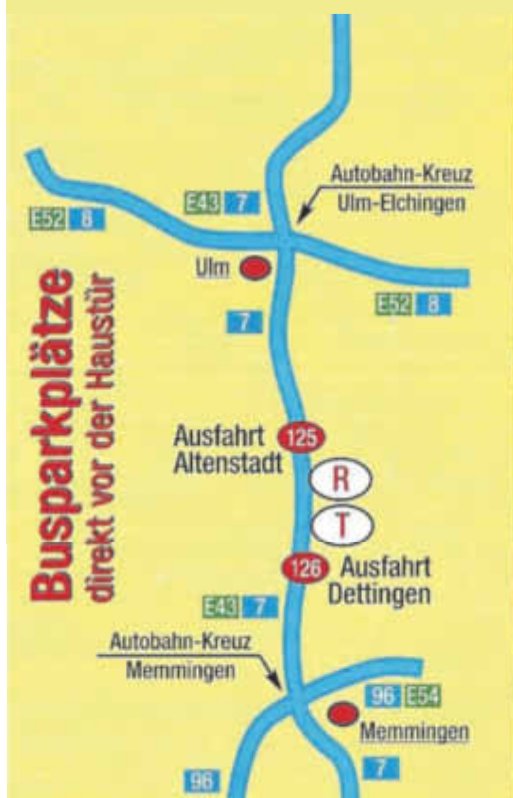 Autobahn-Kreuz
Ulm-Elchingen
E43 7
E52 8
Ulm
E52 8
7
Busparkplätze
direkt vor der Haustür
Ausfahrt
Altenstadt
125
R
T
126
Ausfahrt
Dettingen
E43 7
Autobahn-Kreuz
Memmingen
96 E54
Memmingen
7
96